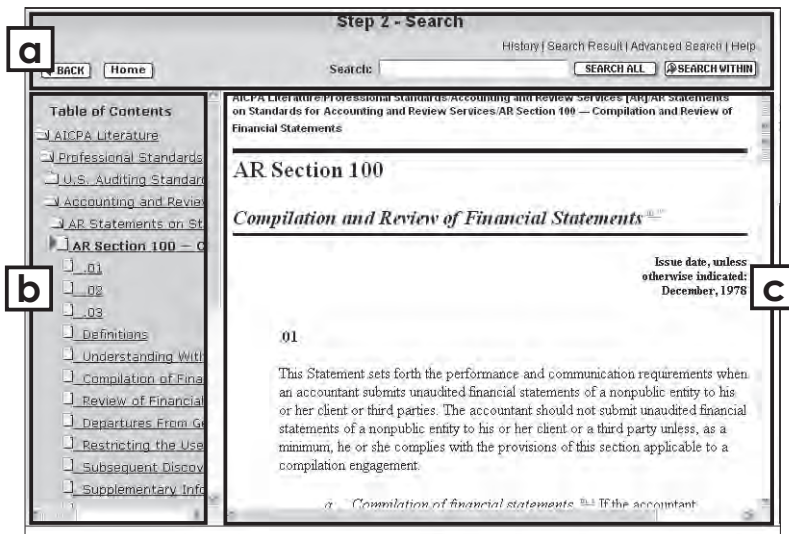 Step 2 - Search
a
History | Search Result | Advanced Search | Help
BACK Home Search: SEARCH ALL SEARCH WITHIN
Table of Contents
AICPA Literature
Professional Standards
U.S. Auditing Standard
Accounting and Review
AR Statements on St
AR Section 100 — C
.01
b
.02
.03
Definitions
Understanding With
Compilation of Fina
Review of Financial
Departures From G
Restricting the Use
Subsequent Discov
Supplementary Info
AICPA Literature/Professional Standards/Accounting and Review Services [AR]/AR Statements
on Standards for Accounting and Review Services/AR Section 100 — Compilation and Review of
Financial Statements
AR Section 100
Compilation and Review of Financial Statements
Issue date, unless
otherwise indicated:
December, 1978
c
.01
This Statement sets forth the performance and communication requirements when
an accountant submits unaudited financial statements of a nonpublic entity to his
or her client or third parties. The accountant should not submit unaudited financial
statements of a nonpublic entity to his or her client or a third party unless, as a
minimum, he or she complies with the provisions of this section applicable to a
compilation engagement.
a. Compilation of financial statements. If the accountant